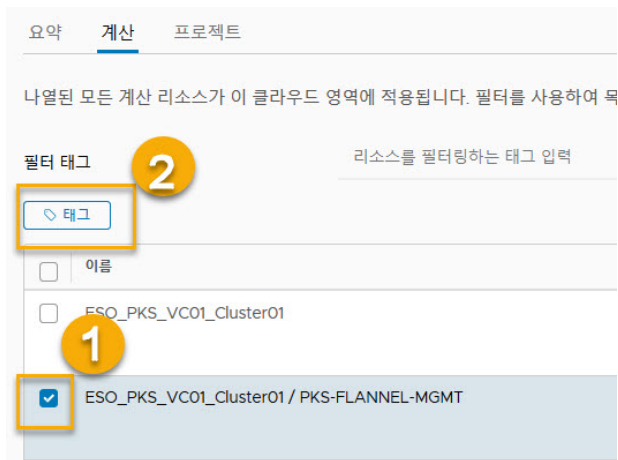 요약 계산 프로젝트
나열된 모든 계산 리소스가 이 클라우드 영역에 적용됩니다. 필터를 사용하여 목
필터 태그 2 리소스를 필터링하는 태그 입력
태그
이름
ESO_PKS_VC01_Cluster01
1
ESO_PKS_VC01_Cluster01 / PKS-FLANNEL-MGMT